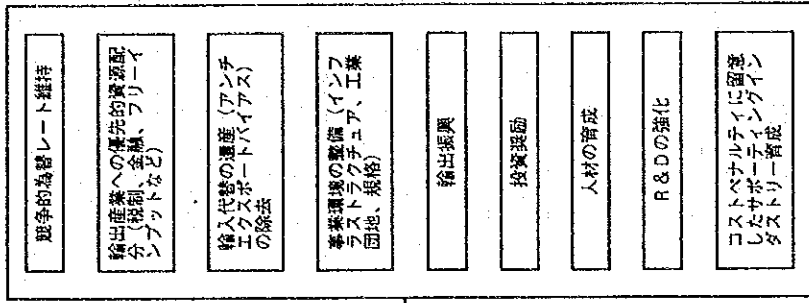 競争的為替レート維持
輸出産業への優先的資源配
分（税制、金融、フリーイ
ンプットなど）
輸入代替の遺産（アンチ
エクスポートバイアス）
の除去
事業環境の整備（インフ
ラストラクチュア、工業
団地、規格）
輸出振興
投資奨励
人材の育成
R＆Dの強化
コストペナルティに留意
したサポーティングイン
ダストリー育成